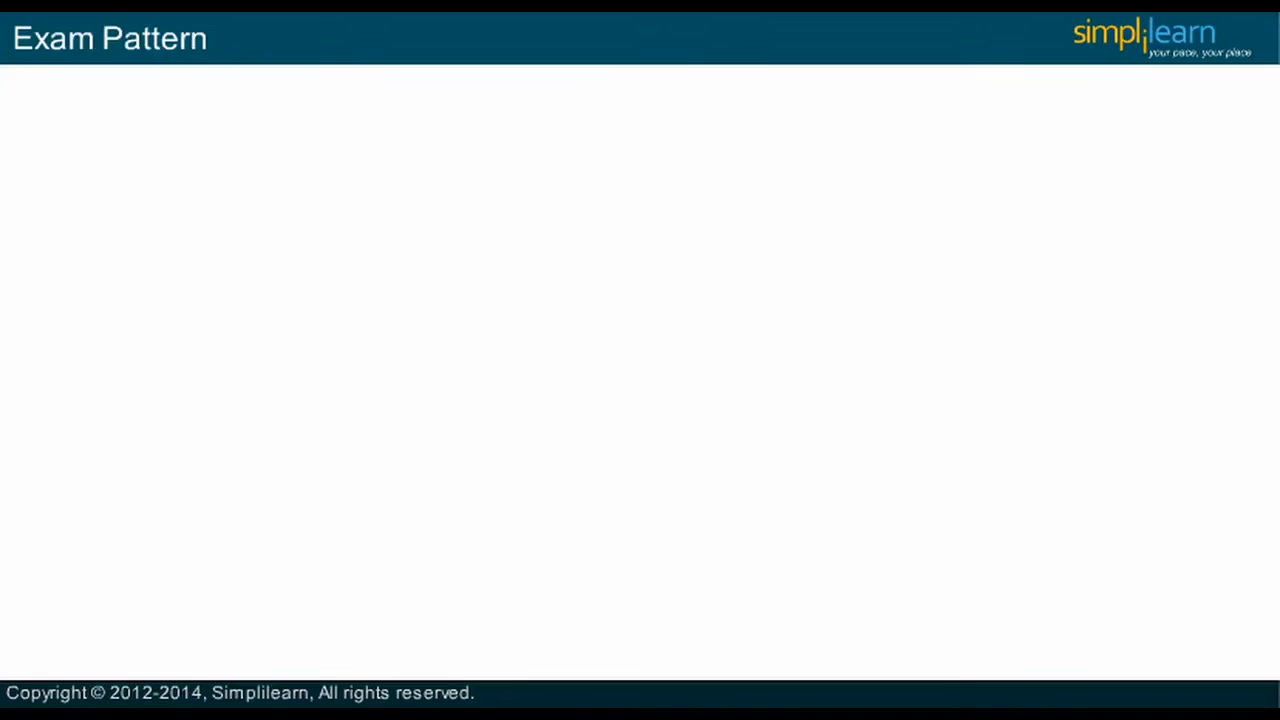 Exam Pattern
simplilearn
your pace, your place
Copyright © 2012-2014, Simplilearn, All rights reserved.